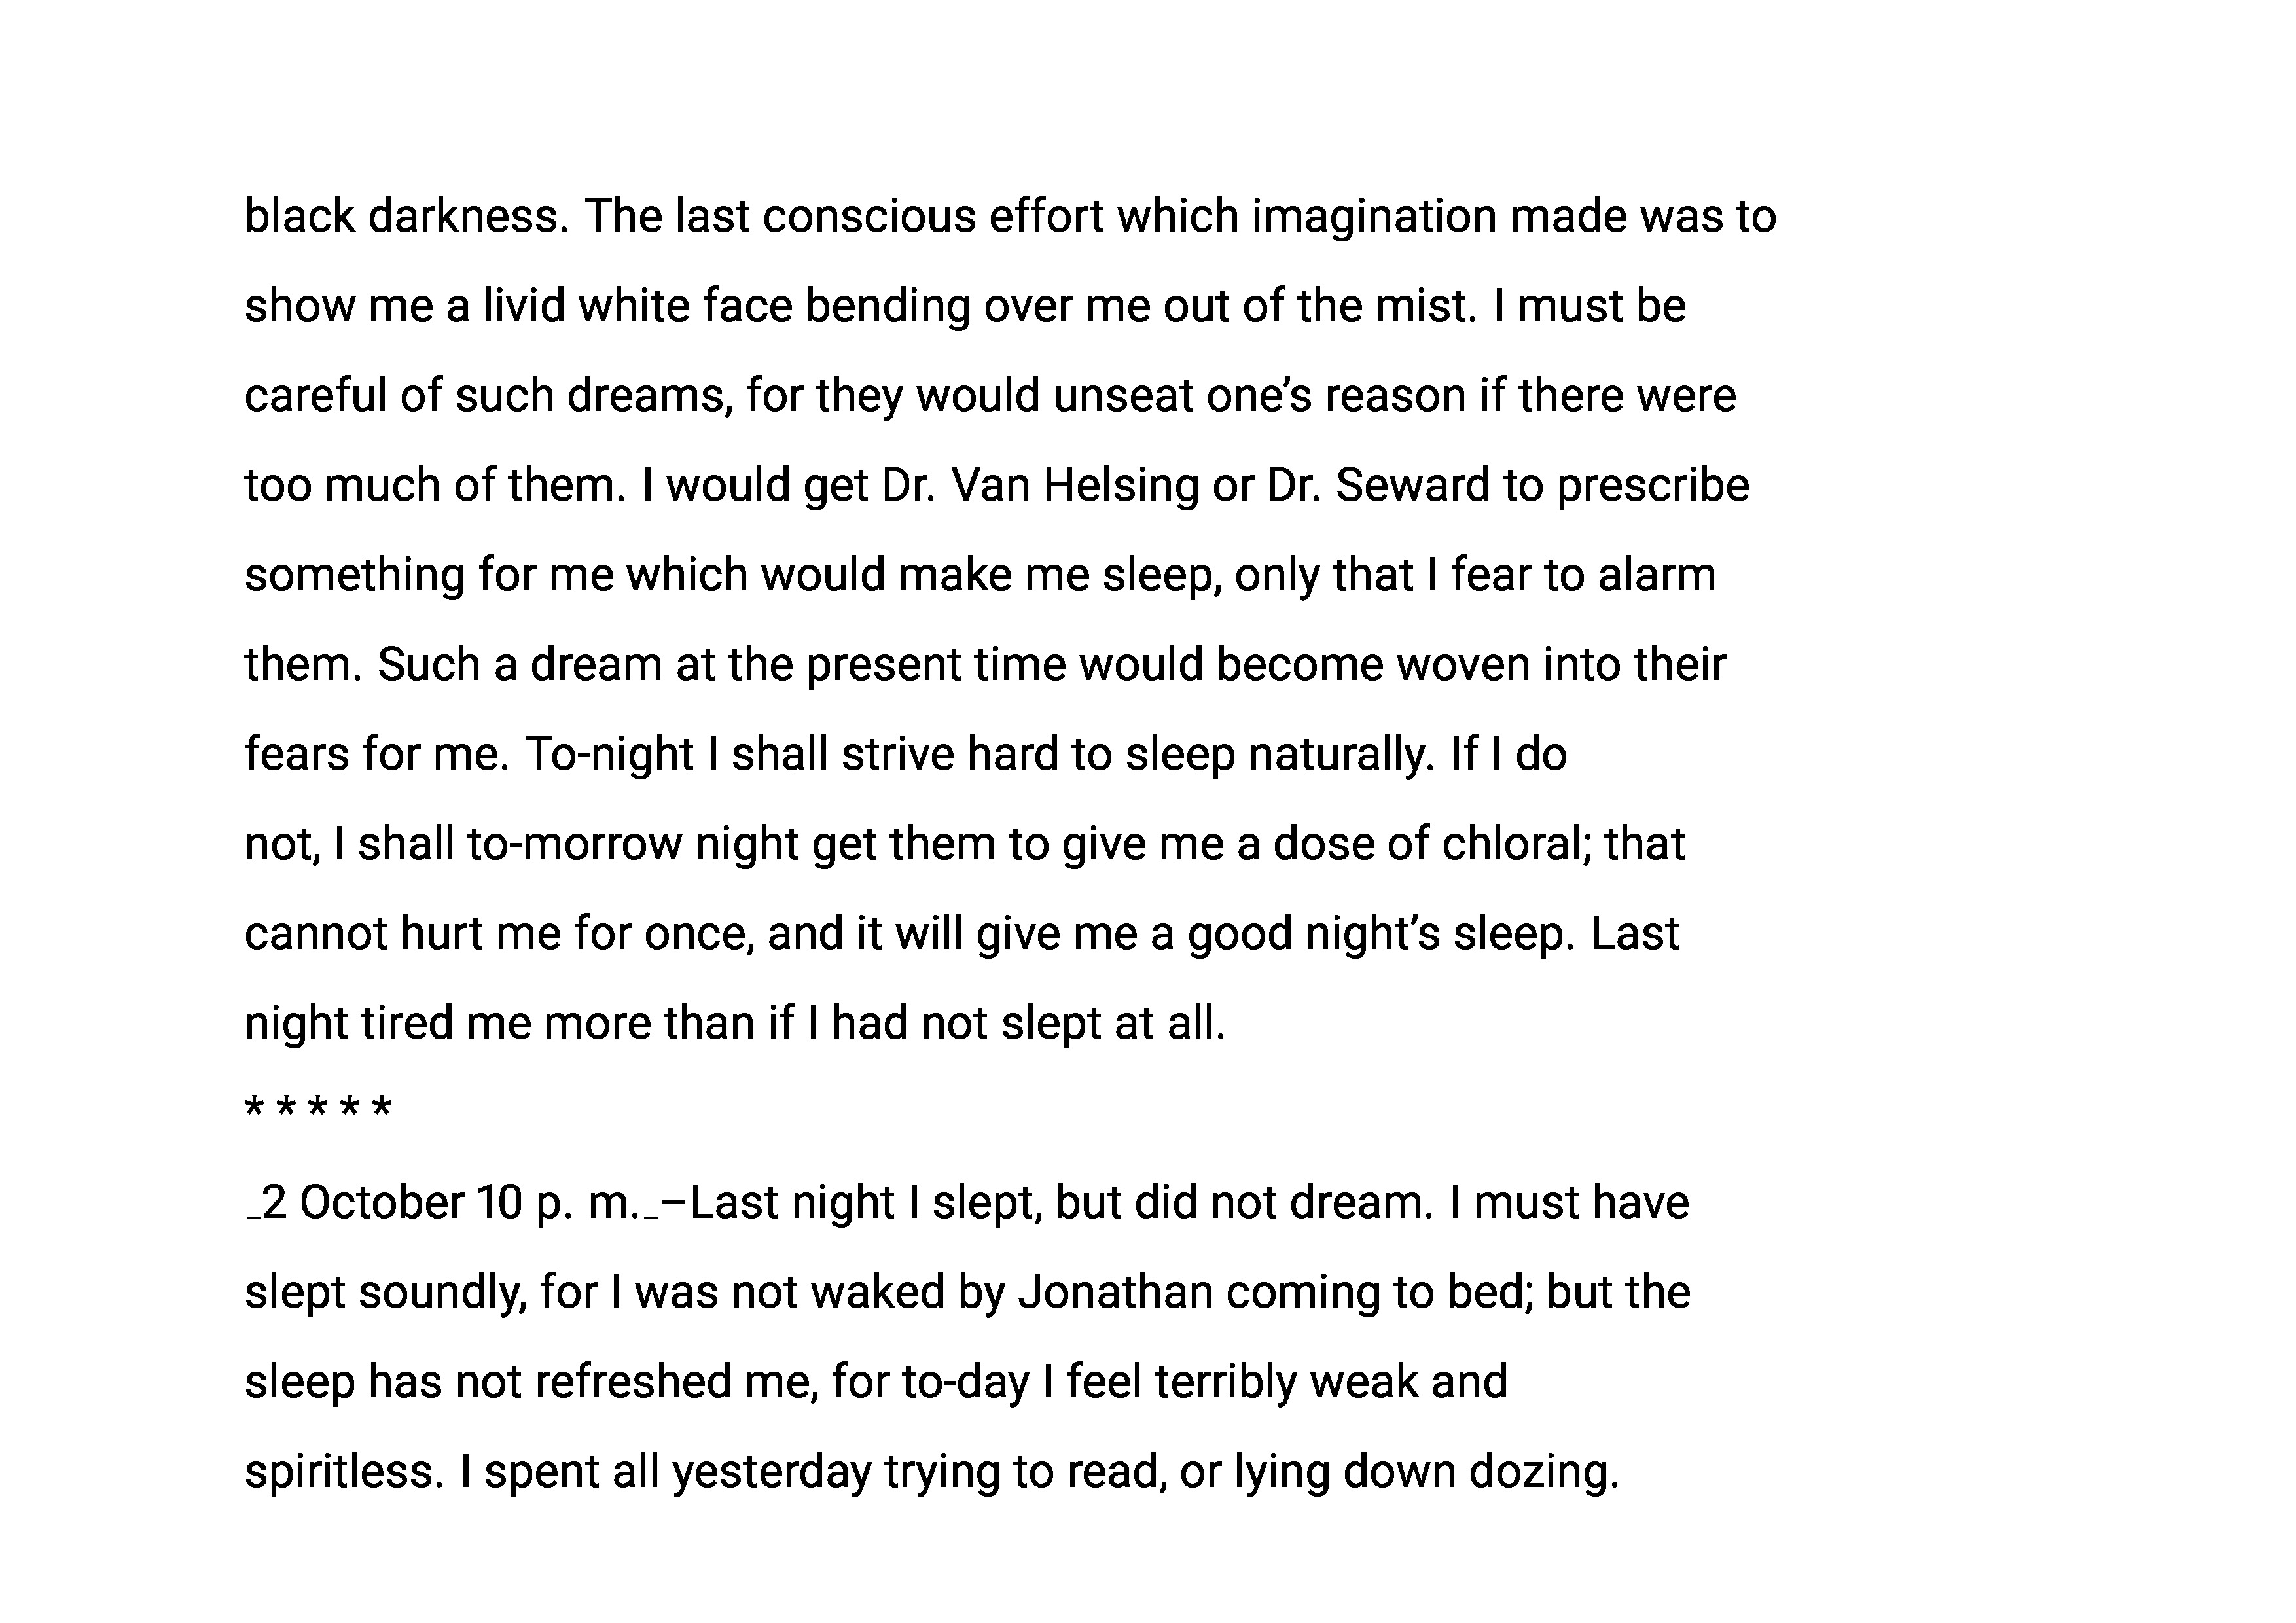 black darkness. The last conscious effort which imagination made was to
show me a livid white face bending over me out of the mist. I must be
careful of such dreams, for they would unseat one’s reason if there were
too much of them. I would get Dr. Van Helsing or Dr. Seward to prescribe
something for me which would make me sleep, only that I fear to alarm
them. Such a dream at the present time would become woven into their
fears for me. To-night I shall strive hard to sleep naturally. If I do
not, I shall to-morrow night get them to give me a dose of chloral; that
cannot hurt me for once, and it will give me a good night’s sleep. Last
night tired me more than if I had not slept at all.
* * * * *
_2 October 10 p. m._–Last night I slept, but did not dream. I must have
slept soundly, for I was not waked by Jonathan coming to bed; but the
sleep has not refreshed me, for to-day I feel terribly weak and
spiritless. I spent all yesterday trying to read, or lying down dozing.